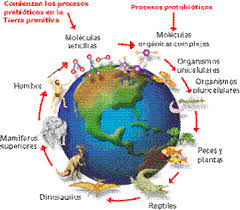 Comienzan los procesos
prebióticos en la
Tierra primitiva
Procesos protobióticos
Moléculas
sencillas
Moléculas
orgánicas complejas
Organismos
unicelulares
Organismos
pluricelulares
Peces y
plantas
Reptiles
Dinosaurios
Mamíferos
superiores
Hombre